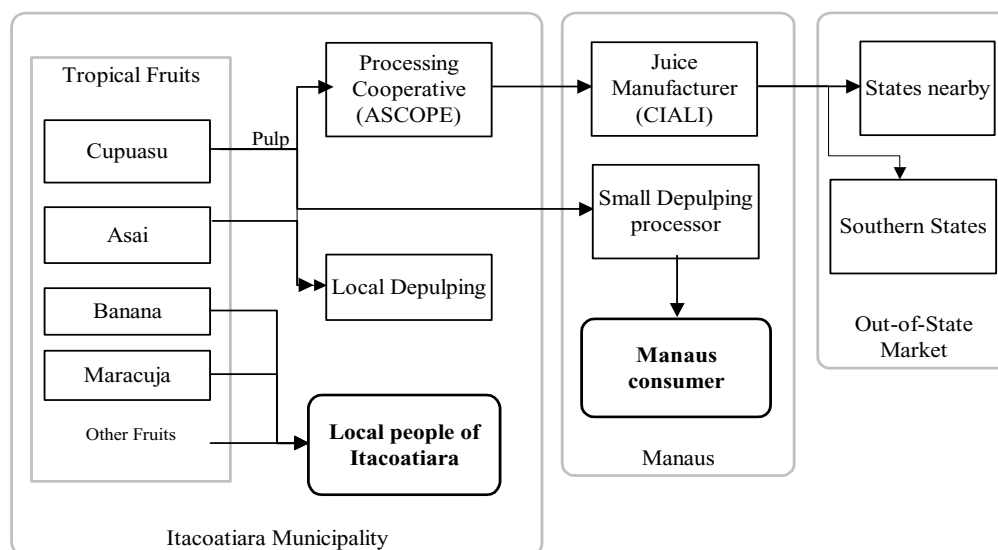 Tropical Fruits
Cupuasu
Pulp
Asai
Banana
Maracuja
Other Fruits
Processing
Cooperative
(ASCOPE)
Local Depulping
Local people of
Itacoatiara
Itacoatiara Municipality
Juice
Manufacturer
(CIALI)
Small Depulping
processor
Manaus
consumer
Manaus
States nearby
Southern States
Out-of-State
Market